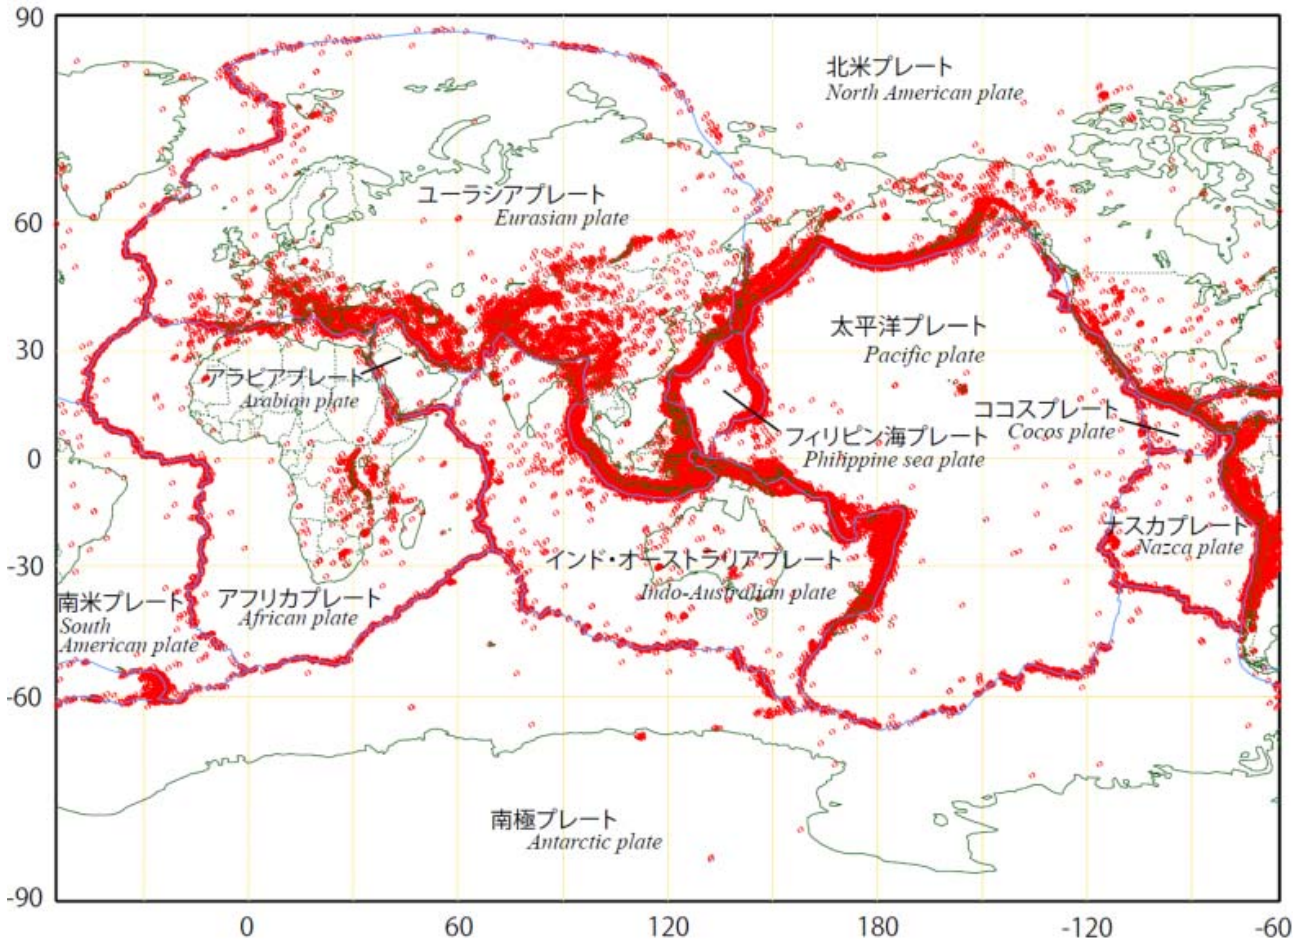 90
60
30
0
-30
-60
-90
北米プレート
North American plate
ユーラシアプレート
Eurasian plate
太平洋プレート
Pacific plate
アラビアプレート
Arabian plate
ココスプレート
Cocos plate
フィリピン海プレート
Philippine sea plate
ナスカプレート
Nazca plate
インド・オーストラリアプレート
Indo-Australian plate
南米プレート
South
American plate
アフリカプレート
African plate
南極プレート
Antarctic plate
0
60
120
180
-120
-60